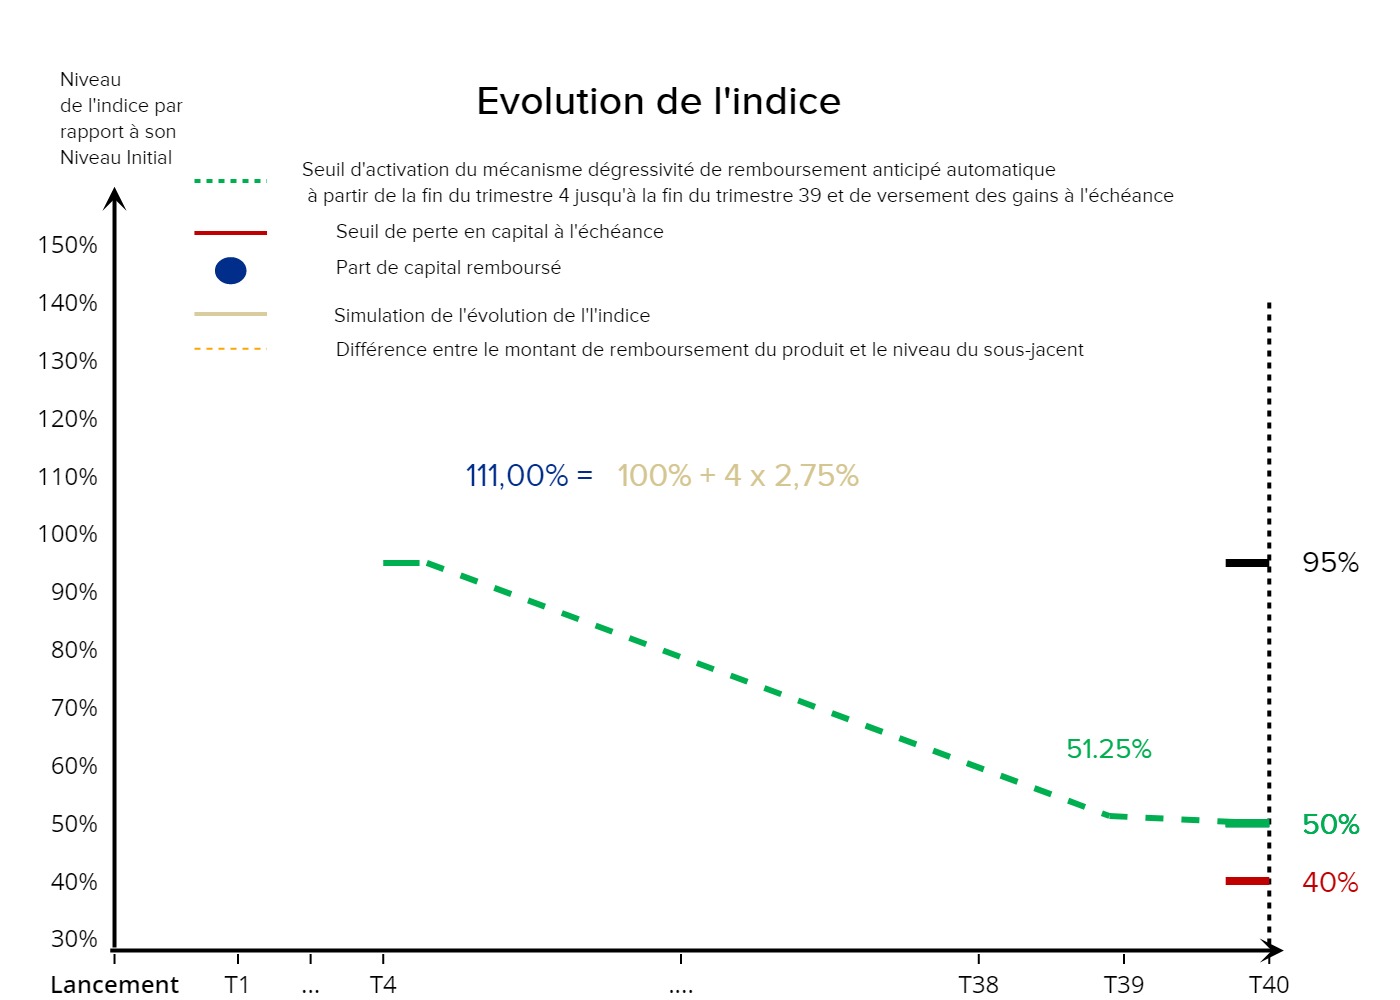 Niveau
de l'indice par
rapport à son
Niveau Initial
Evolution de l'indice
Seuil d'activation du mécanisme dégressivité de remboursement anticipé automatique
à partir de la fin du trimestre 4 jusqu'à la fin du trimestre 39 et de versement des gains à l'échéance
Seuil de perte en capital à l'échéance
Part de capital remboursé
Simulation de l'évolution de l'l'indice
Différence entre le montant de remboursement du produit et le niveau du sous-jacent
150%
140%
130%
120%
110%
100%
90%
80%
70%
60%
50%
40%
30%
111,00% = 100% + 4 x 2,75%
95%
51.25%
50%
40%
Lancement T1 ... T4 .... T38 T39 T40